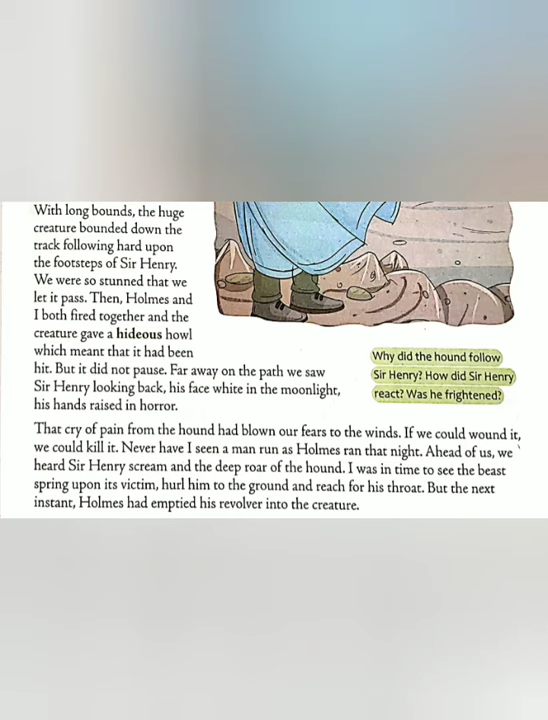 With long bounds, the huge
creature bounded down the
track following hard upon
the footsteps of Sir Henry.
We were so stunned that we
let it pass. Then, Holmes and
I both fired together and the
creature gave a hideous howl
which meant that it had been
hit. But it did not pause. Far away on the path we saw
Sir Henry looking back, his face white in the moonlight,
his hands raised in horror.
Why did the hound follow
Sir Henry? How did Sir Henry
react? Was he frightened?
That cry of pain from the hound had blown our fears to the winds. If we could wound it,
we could kill it. Never have I seen a man run as Holmes ran that night. Ahead of us, we
heard Sir Henry scream and the deep roar of the hound. I was in time to see the beast
spring upon its victim, hurl him to the ground and reach for his throat. But the next
instant, Holmes had emptied his revolver into the creature.